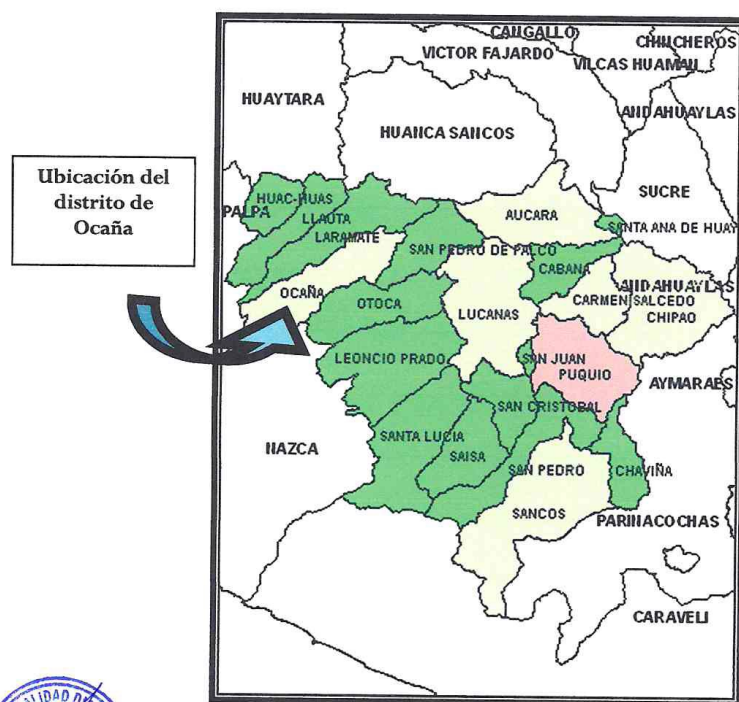 CANGALLO
CHINCHEROS
VICTOR FAJARDO
VILCAS HUAMAN
HUAYTARA
ANDAHUAYLAS
HUANCA SANCOS
Ubicación del
distrito de
Ocaña
SUCRE
HUAC-HUAS
PALPA
LLAUTA
AUCARA
LARAMATE
SANTA ANA DE HUAY
SAN PEDRO DE PALCO
CABANA
OCAÑA
ANDAHUAYLAS
OTOCA
CARMEN SALCEDO
LUCANAS
CHIPAO
LEONCIO PRADO
SAN JUAN
PUQUIO
AYMARAES
SAN CRISTOBAL
SANTA LUCIA
NAZCA
SAISA
SAN PEDRO
CHAVIÑA
SANCOS
PARINACOCHAS
CARAVELI